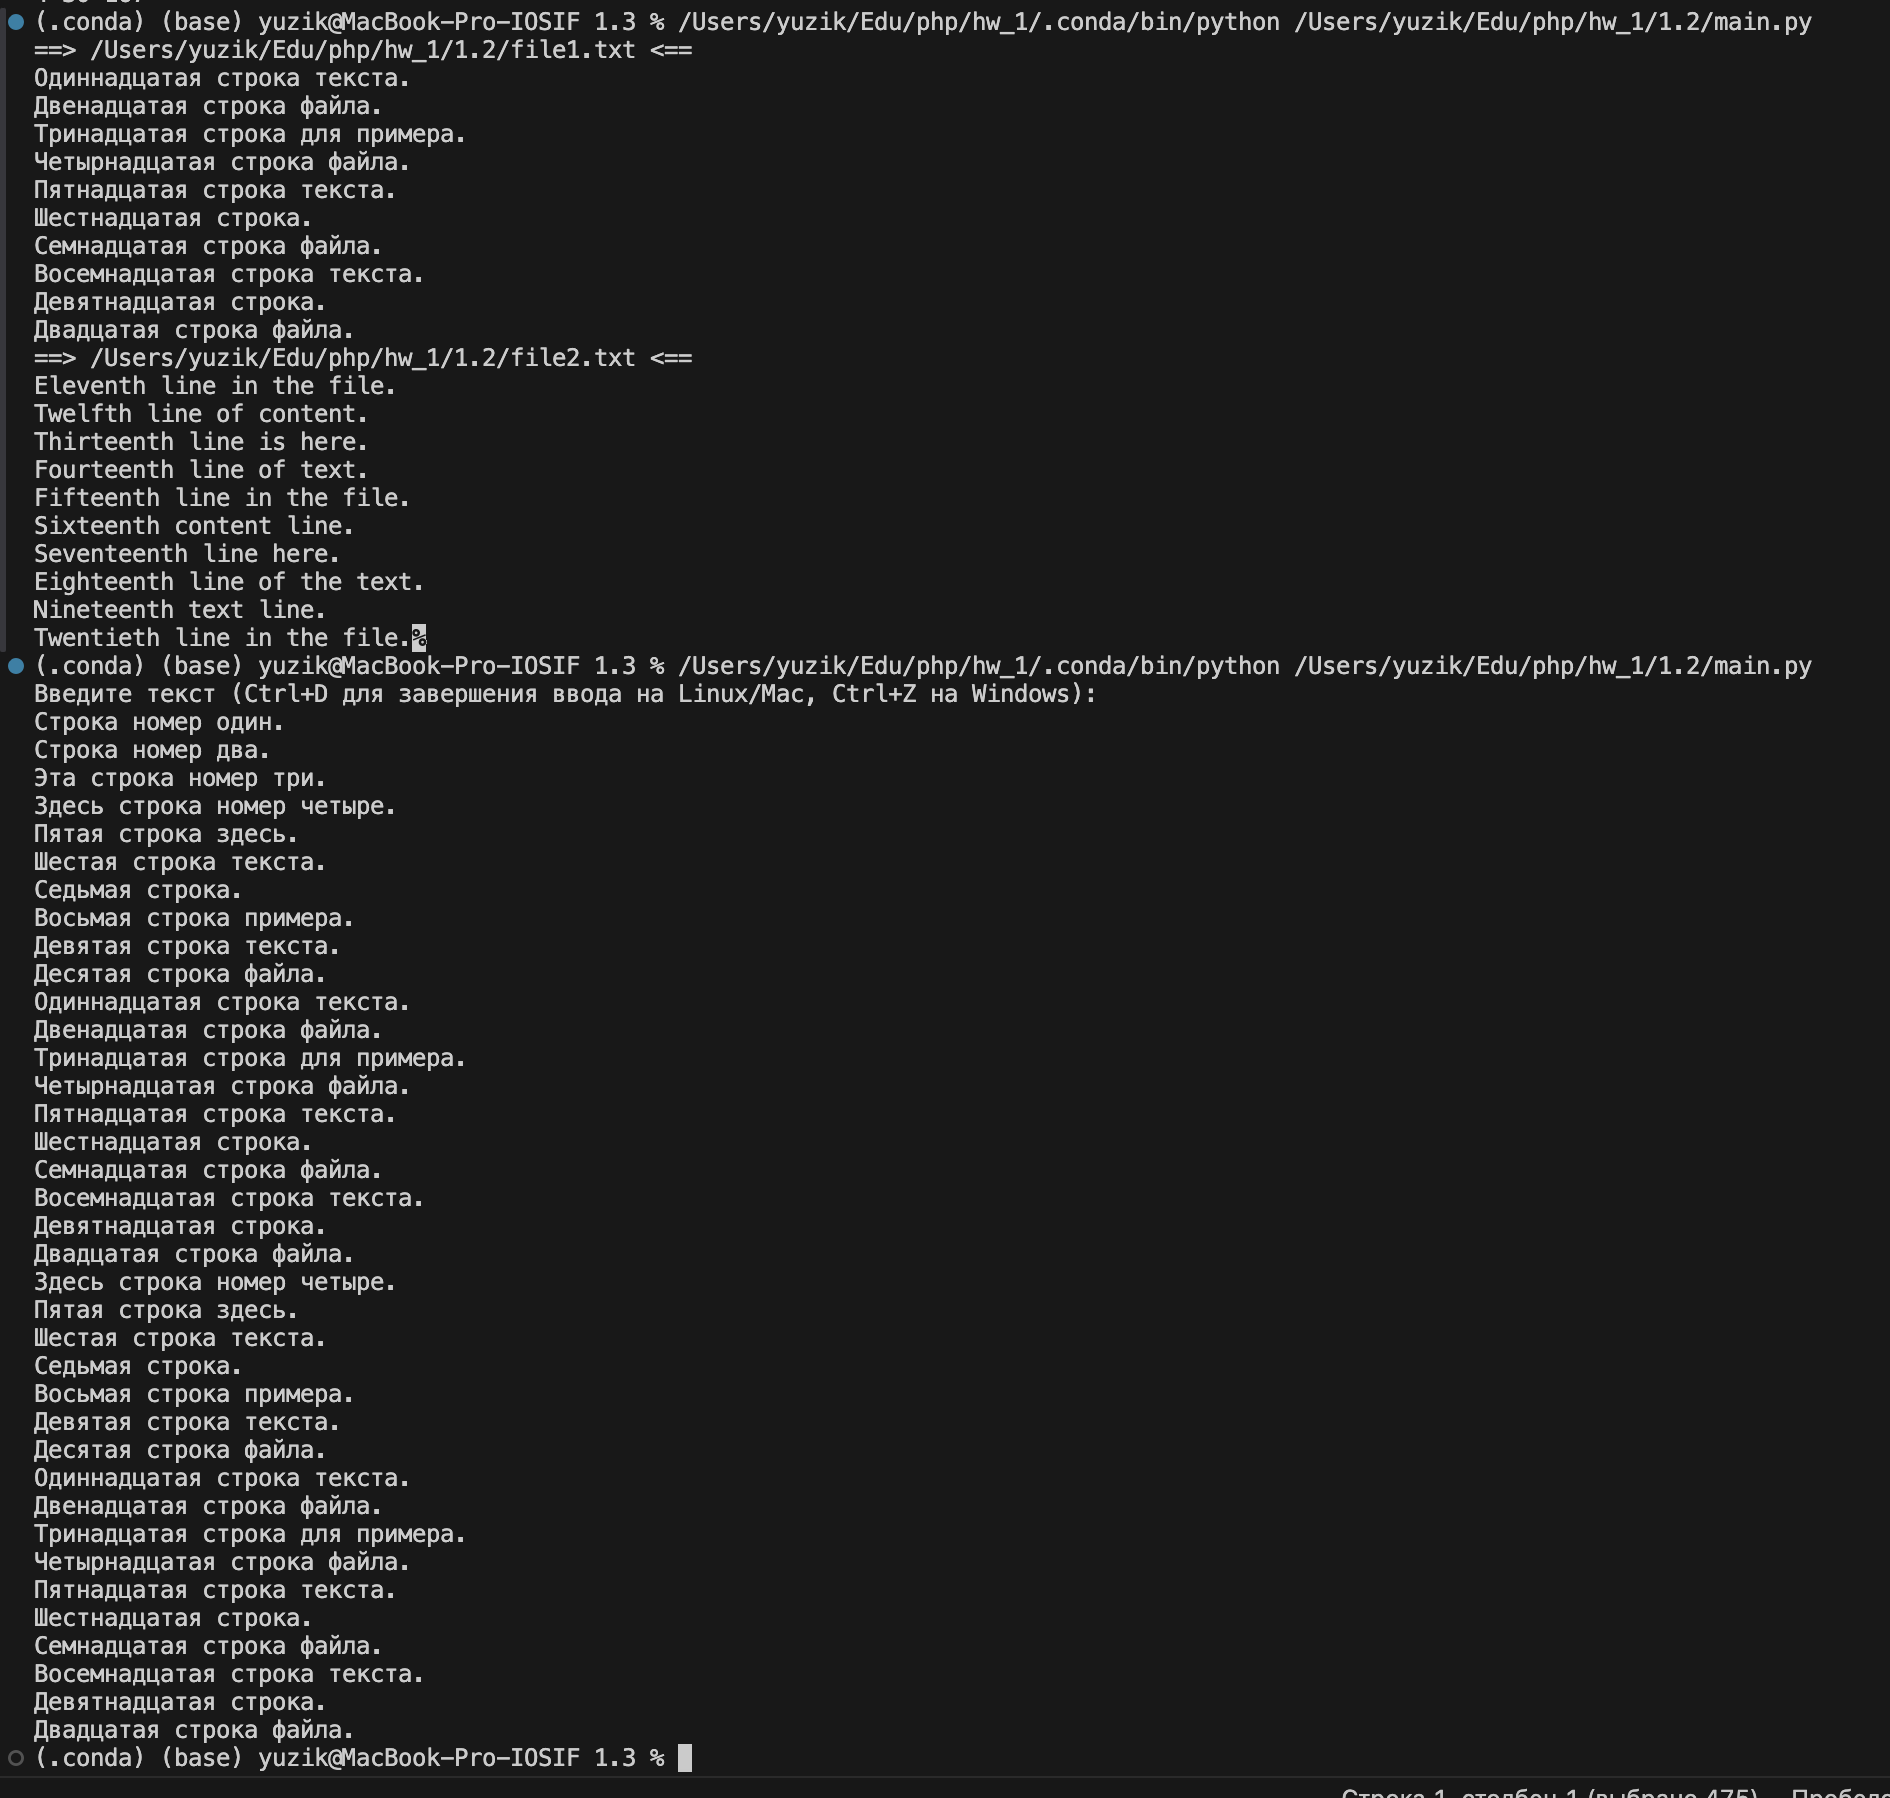 (.conda) (base) yuzik@MacBook-Pro-IOSIF 1.3 % /Users/yuzik/Edu/php/hw_1/.conda/bin/python /Users/yuzik/Edu/php/hw_1/1.2/main.py
==> /Users/yuzik/Edu/php/hw_1/1.2/file1.txt <==
Одиннадцатая строка текста.
Двенадцатая строка файла.
Тринадцатая строка для примера.
Четырнадцатая строка файла.
Пятнадцатая строка текста.
Шестнадцатая строка.
Семнадцатая строка файла.
Восемнадцатая строка текста.
Девятнадцатая строка.
Двадцатая строка файла.
==> /Users/yuzik/Edu/php/hw_1/1.2/file2.txt <==
Eleventh line in the file.
Twelfth line of content.
Thirteenth line is here.
Fourteenth line of text.
Fifteenth line in the file.
Sixteenth content line.
Seventeenth line here.
Eighteenth line of the text.
Nineteenth text line.
Twentieth line in the file.%
(.conda) (base) yuzik@MacBook-Pro-IOSIF 1.3 % /Users/yuzik/Edu/php/hw_1/.conda/bin/python /Users/yuzik/Edu/php/hw_1/1.2/main.py
Введите текст (Ctrl+D для завершения ввода на Linux/Mac, Ctrl+Z на Windows):
Строка номер один.
Строка номер два.
Эта строка номер три.
Здесь строка номер четыре.
Пятая строка здесь.
Шестая строка текста.
Седьмая строка.
Восьмая строка примера.
Девятая строка текста.
Десятая строка файла.
Одиннадцатая строка текста.
Двенадцатая строка файла.
Тринадцатая строка для примера.
Четырнадцатая строка файла.
Пятнадцатая строка текста.
Шестнадцатая строка.
Семнадцатая строка файла.
Восемнадцатая строка текста.
Девятнадцатая строка.
Двадцатая строка файла.
Здесь строка номер четыре.
Пятая строка здесь.
Шестая строка текста.
Седьмая строка.
Восьмая строка примера.
Девятая строка текста.
Десятая строка файла.
Одиннадцатая строка текста.
Двенадцатая строка файла.
Тринадцатая строка для примера.
Четырнадцатая строка файла.
Пятнадцатая строка текста.
Шестнадцатая строка.
Семнадцатая строка файла.
Восемнадцатая строка текста.
Девятнадцатая строка.
Двадцатая строка файла.
(.conda) (base) yuzik@MacBook-Pro-IOSIF 1.3 %
Строка 1, столбец 1 (выбрано 475)